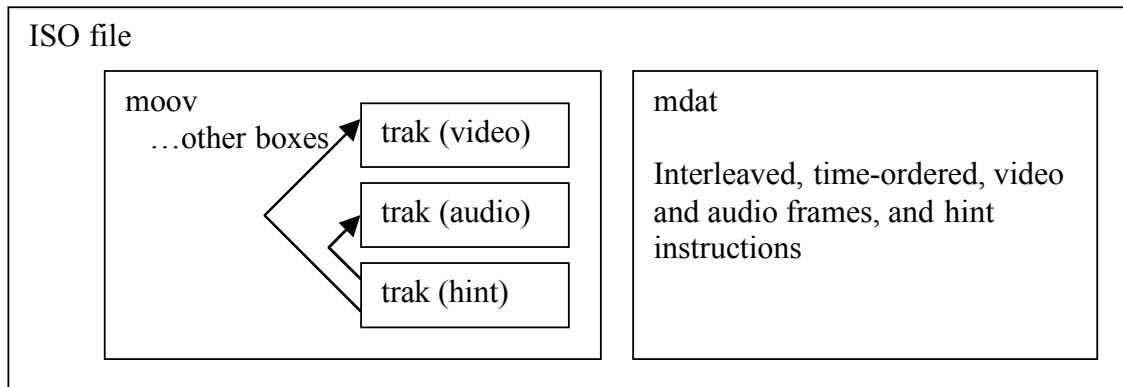 ISO file
moov
…other boxes
trak (video)
trak (audio)
trak (hint)
mdat
Interleaved, time-ordered, video
and audio frames, and hint
instructions